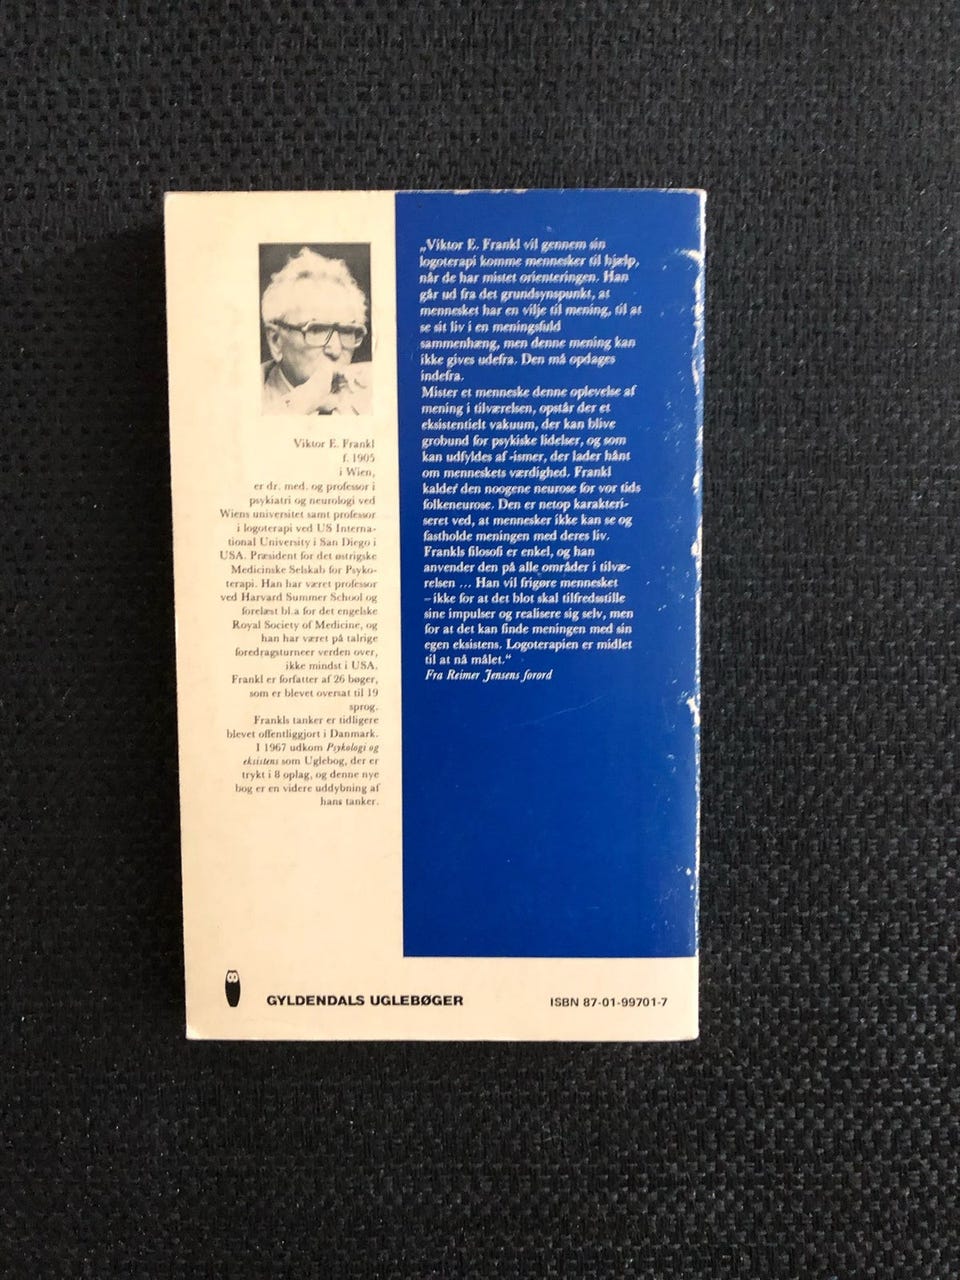 Viktor E. Frankl
f. 1905
i Wien,
er dr. med. og professor i
psykiatri og neurologi ved
Wiens universitet samt professor
i logoterapi ved US Interna-
tional University i San Diego i
USA. Præsident for det østrigske
Medicinske Selskab for Psyko-
terapi. Han har været professor
ved Harvard Summer School og
forelæst bl.a for det engelske
Royal Society of Medicine, og
han har været på talrige
foredragsturneer verden over,
ikke mindst i USA.
Frankl er forfatter af 26 bøger,
som er blevet oversat til 19
sprog.
Frankls tanker er tidligere
blevet offentliggjort i Danmark.
I 1967 udkom Psykologi og
eksistens som Uglebog, der er
trykt i 8 oplag, og denne nye
bog er en videre uddybning af
hans tanker.
„Viktor E. Frankl vil gennem sin
logoterapi komme mennesker til hjælp,
når de har mistet orienteringen. Han
går ud fra det grundsynspunkt, at
mennesket har en vilje til mening, til at
se sit liv i en meningsfuld
sammenhæng, men denne mening kan
ikke gives udefra. Den må opdages
indefra.
Mister et menneske denne oplevelse af
mening i tilværelsen, opstår der et
eksistentielt vakuum, der kan blive
grobund for psykiske lidelser, og som
kan udfyldes af -ismer, der lader hånt
om menneskets værdighed. Frankl
kalder den noogene neurose for vor tids
folkeneurose. Den er netop karakteri-
seret ved, at mennesker ikke kan se og
fastholde meningen med deres liv.
Frankls filosofi er enkel, og han
anvender den på alle områder i tilvæ-
relsen ... Han vil frigøre mennesket
– ikke for at det blot skal tilfredsstille
sine impulser og realisere sig selv, men
for at det kan finde meningen med sin
egen eksistens. Logoterapien er midlet
til at nå målet."
Fra Reimer Jensens forord
GYLDENDALS UGLEBØGER
ISBN 87-01-99701-7